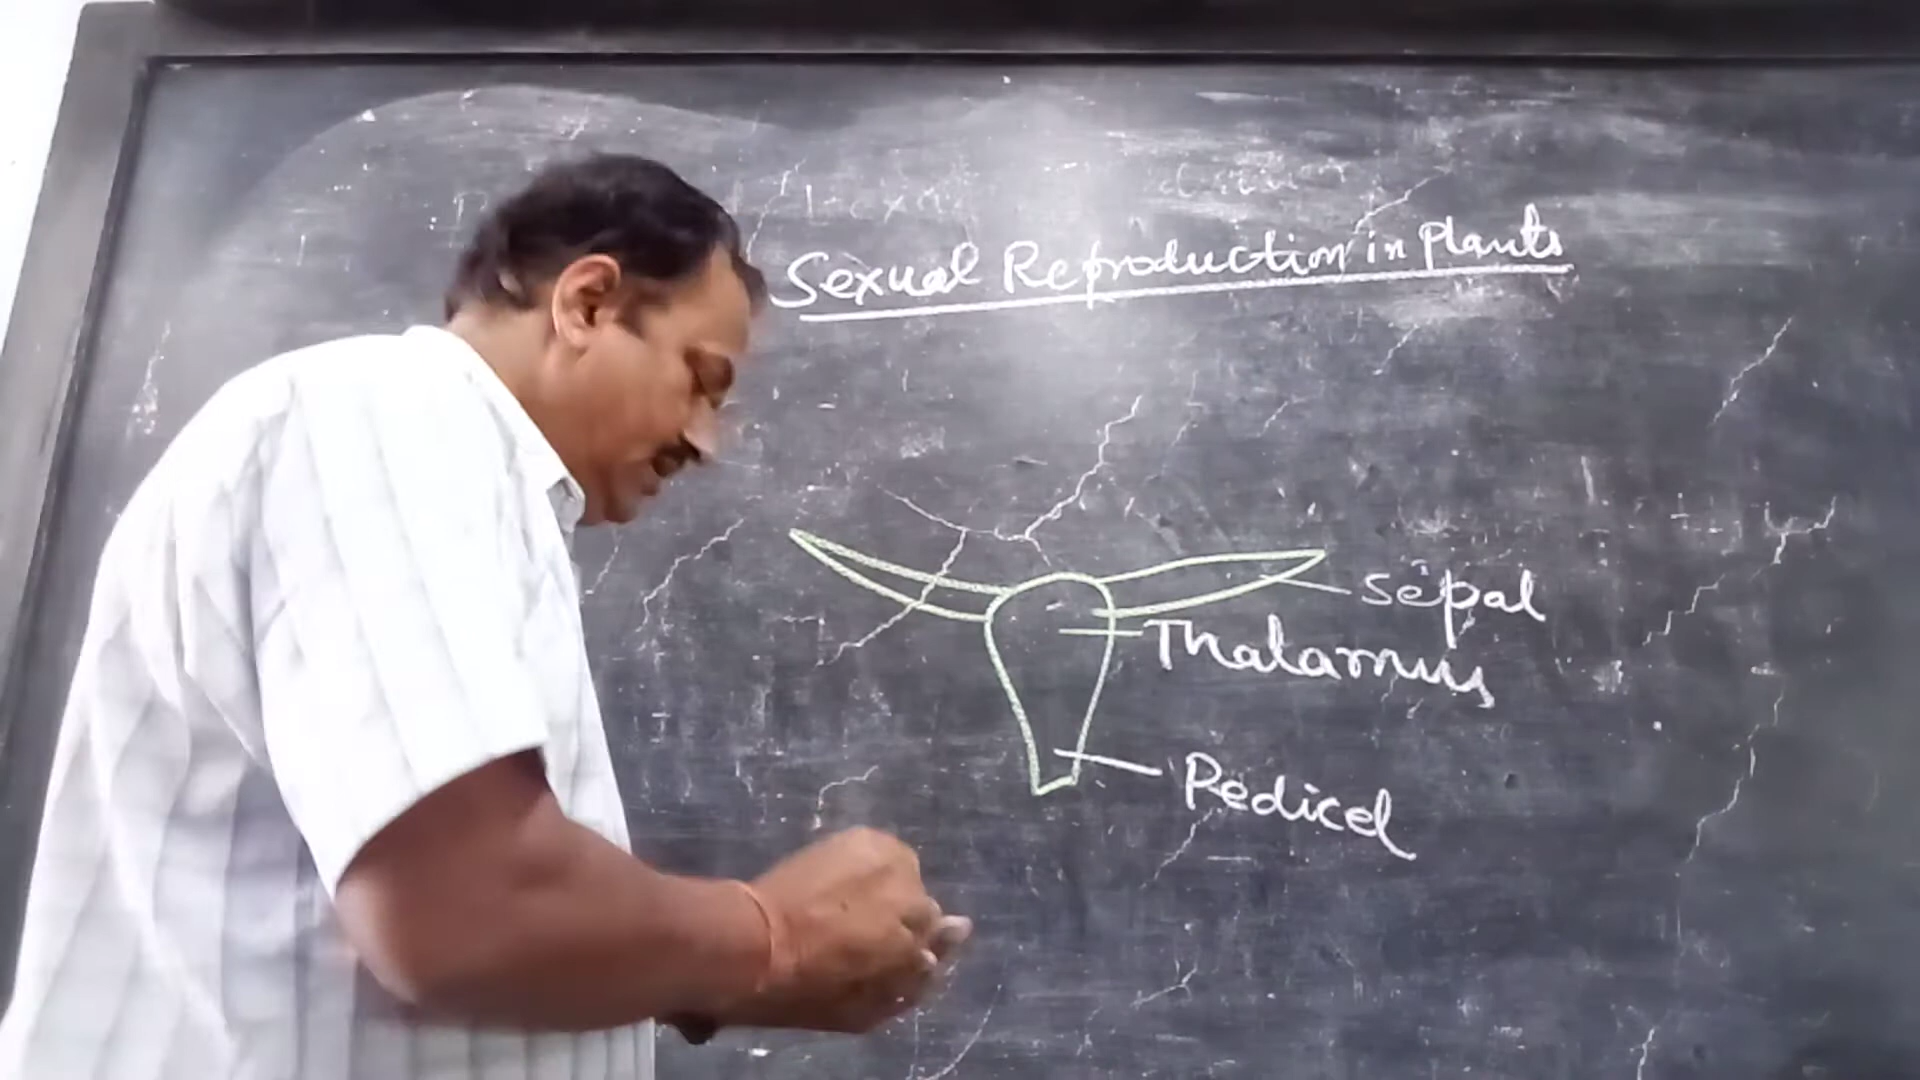 Sexual Reproduction in Plants
Sepal
Thalamus
Pedicel